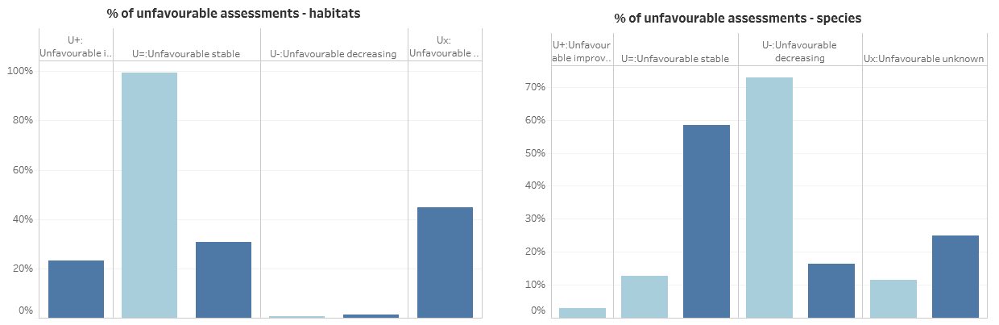 % of unfavourable assessments - habitats
U+:
Unfavourable i..
U=:Unfavourable stable
U-:Unfavourable decreasing
Ux:
Unfavourable ..
100%
80%
60%
40%
20%
0%
% of unfavourable assessments - species
U+:Unfavour
able improv..
U=:Unfavourable stable
U-:Unfavourable
decreasing
Ux:Unfavourable unknown
70%
60%
50%
40%
30%
20%
10%
0%